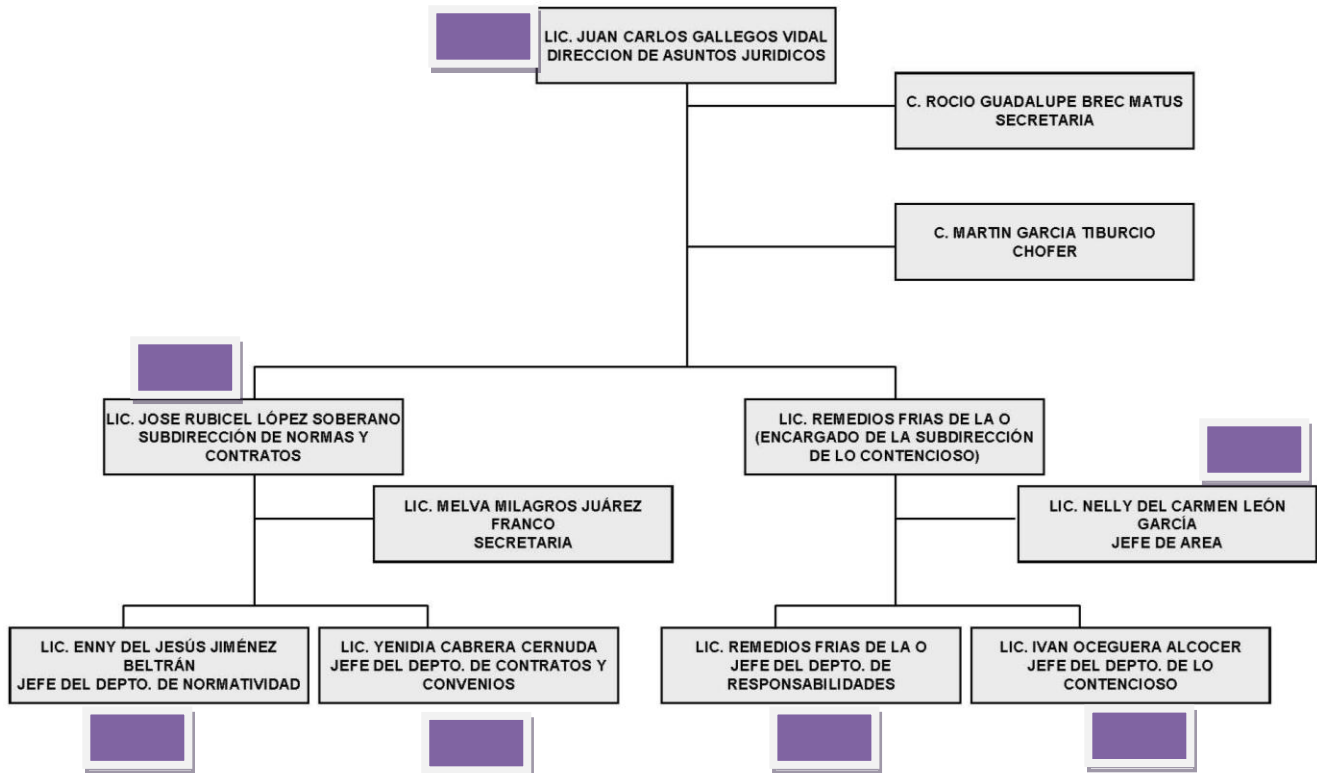 LIC. JUAN CARLOS GALLEGOS VIDAL
DIRECCION DE ASUNTOS JURIDICOS
C. ROCIO GUADALUPE BREC MATUS
SECRETARIA
C. MARTIN GARCIA TIBURCIO
CHOFER
LIC. JOSE RUBICEL LÓPEZ SOBERANO
SUBDIRECCIÓN DE NORMAS Y
CONTRATOS
LIC. REMEDIOS FRIAS DE LA O
(ENCARGADO DE LA SUBDIRECCIÓN
DE LO CONTENCIOSO)
LIC. MELVA MILAGROS JUÁREZ
FRANCO
SECRETARIA
LIC. NELLY DEL CARMEN LEÓN
GARCÍA
JEFE DE AREA
LIC. ENNY DEL JESÚS JIMÉNEZ
BELTRÁN
JEFE DEL DEPTO. DE NORMATIVIDAD
LIC. YENIDIA CABRERA CERNUDA
JEFE DEL DEPTO. DE CONTRATOS Y
CONVENIOS
LIC. REMEDIOS FRIAS DE LA O
JEFE DEL DEPTO. DE
RESPONSABILIDADES
LIC. IVAN OCEGUERA ALCOCER
JEFE DEL DEPTO. DE LO
CONTENCIOSO